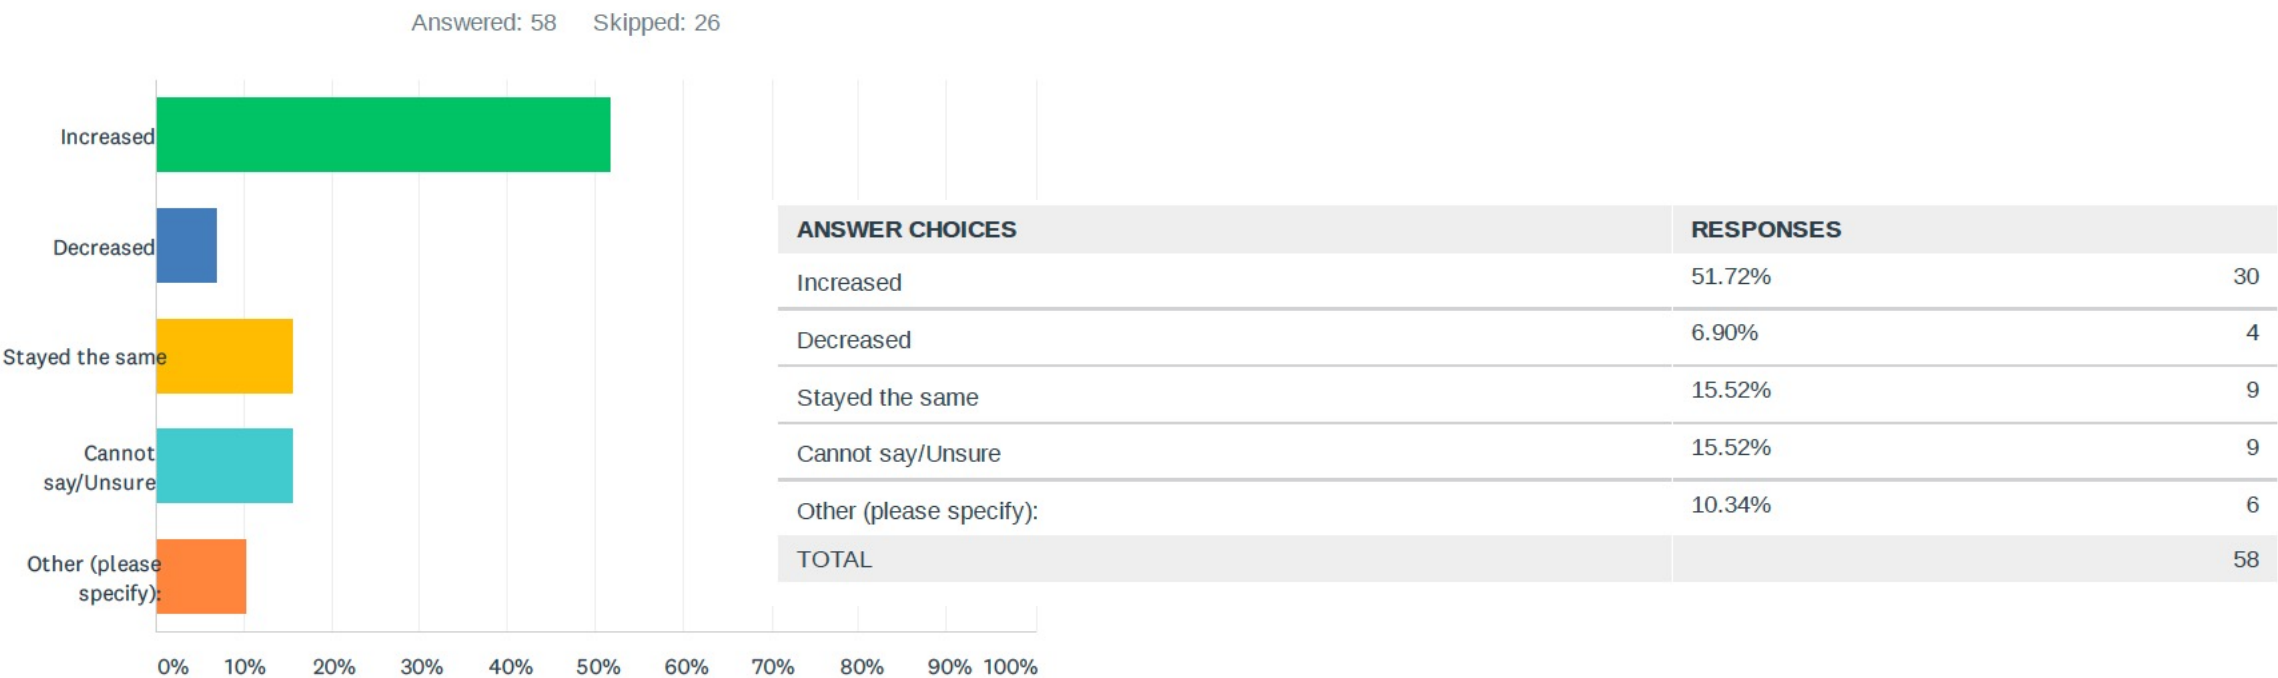 Answered: 58 Skipped: 26
Increased
Decreased
Stayed the same
Cannot
say/Unsure
Other (please
specify):
0% 10% 20% 30% 40% 50% 60% 70% 80% 90% 100%
ANSWER CHOICES RESPONSES
Increased 51.72% 30
Decreased 6.90% 4
Stayed the same 15.52% 9
Cannot say/Unsure 15.52% 9
Other (please specify): 10.34% 6
TOTAL 58